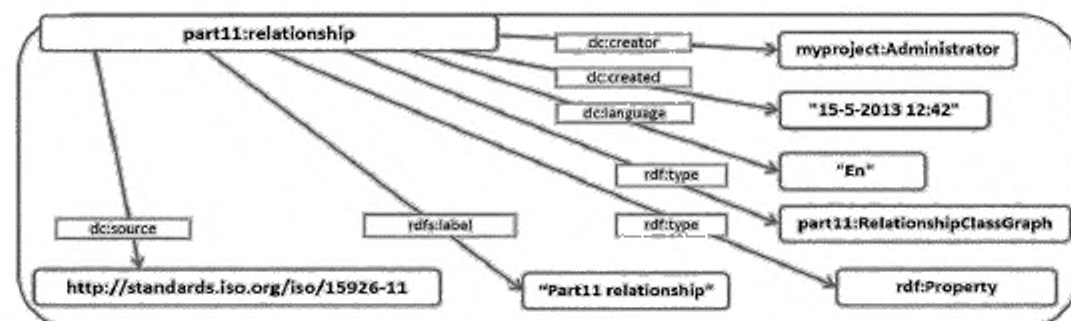 part11:relationship
dc:creator
myproject:Administrator
dc:created
"15-5-2013 12:42"
dc:language
"En"
rdf:type
part11:RelationshipClassGraph
dc:source
rdfs:label
rdf:type
http://standards.iso.org/iso/15926-11
"Part11 relationship"
rdf:Property